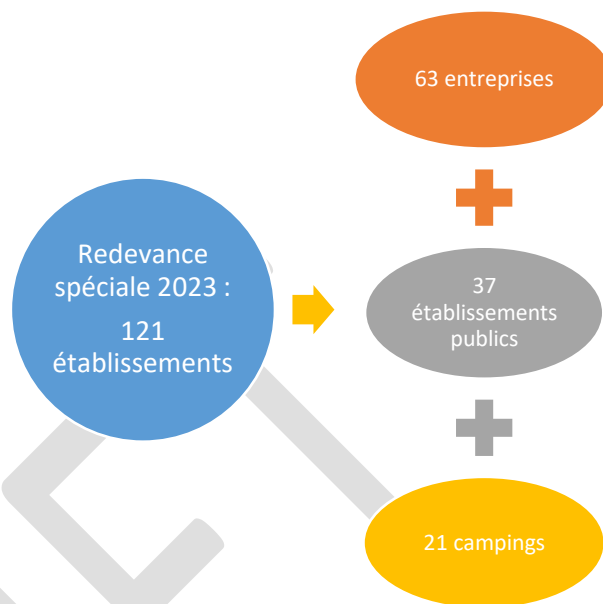 Redevance
spéciale 2023 :
121
établissements
63 entreprises
37
établissements
publics
21 campings